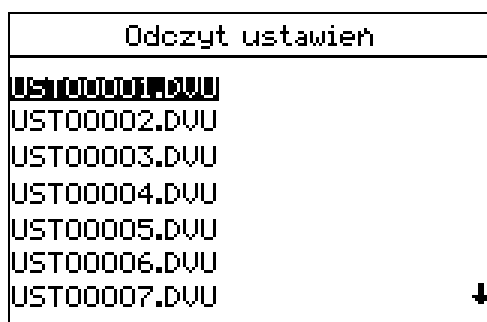 Odczyt ustawień
UST00001.DVU
UST00002.DVU
UST00003.DVU
UST00004.DVU
UST00005.DVU
UST00006.DVU
UST00007.DVU